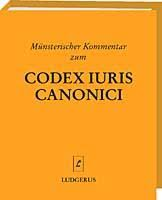 Münsterischer Kommentar
zum
CODEX IURIS
CANONICI
L
LUDGERUS